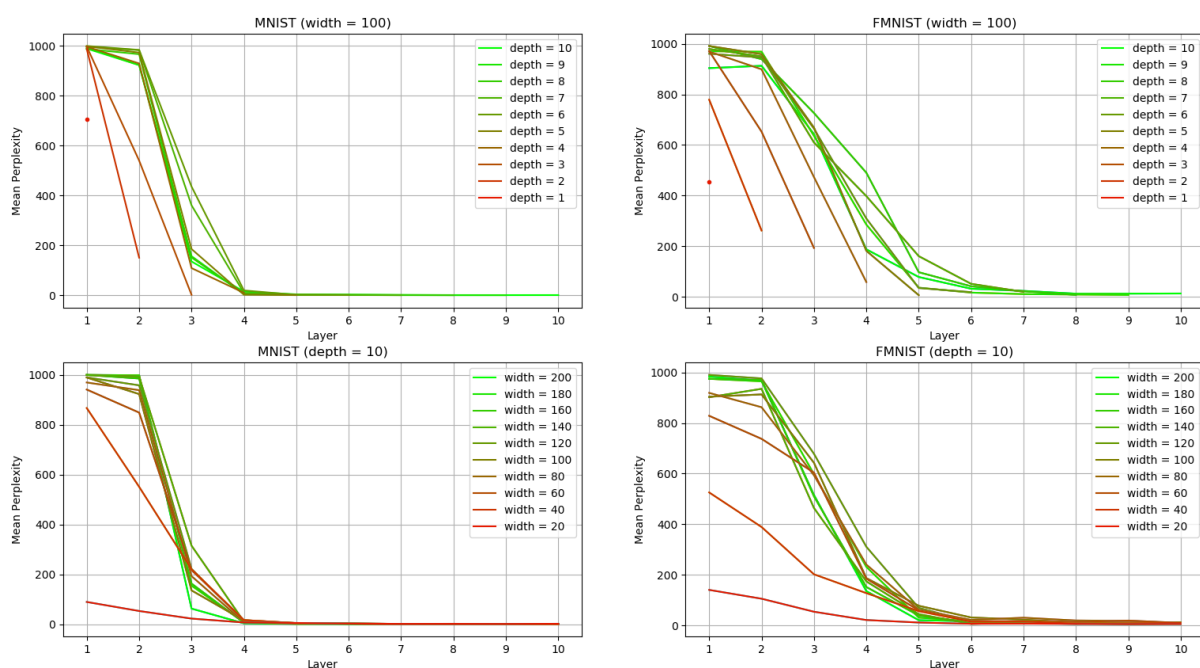 MNIST (width = 100)
1000
800
600
400
200
0
Mean Perplexity
1 2 3 4 5 6 7 8 9 10
Layer
depth = 10
depth = 9
depth = 8
depth = 7
depth = 6
depth = 5
depth = 4
depth = 3
depth = 2
depth = 1
FMNIST (width = 100)
1000
800
600
400
200
0
Mean Perplexity
1 2 3 4 5 6 7 8 9 10
Layer
depth = 10
depth = 9
depth = 8
depth = 7
depth = 6
depth = 5
depth = 4
depth = 3
depth = 2
depth = 1
MNIST (depth = 10)
1000
800
600
400
200
0
Mean Perplexity
1 2 3 4 5 6 7 8 9 10
Layer
width = 200
width = 180
width = 160
width = 140
width = 120
width = 100
width = 80
width = 60
width = 40
width = 20
FMNIST (depth = 10)
1000
800
600
400
200
0
Mean Perplexity
1 2 3 4 5 6 7 8 9 10
Layer
width = 200
width = 180
width = 160
width = 140
width = 120
width = 100
width = 80
width = 60
width = 40
width = 20